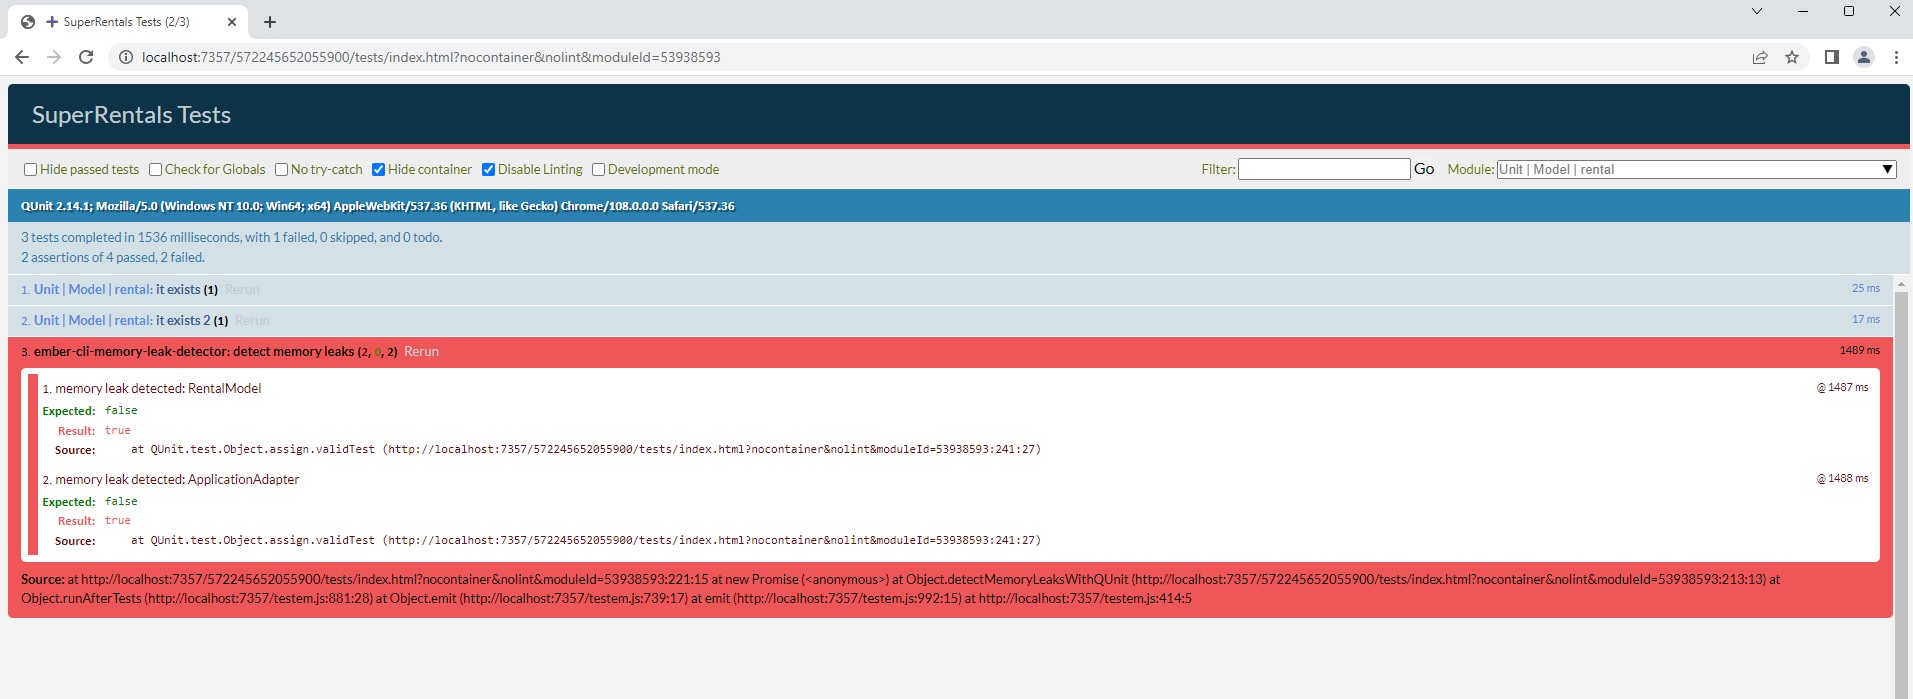 SuperRentals Tests (2/3)
localhost:7357/572245652055900/tests/index.html?nocontainer&nolint&moduleId=53938593
SuperRentals Tests
Hide passed tests Check for Globals No try-catch Hide container Disable Linting Development mode Filter: Go Module: Unit | Model | rental
QUnit 2.14.1; Mozilla/5.0 (Windows NT 10.0; Win64; x64) AppleWebKit/537.36 (KHTML, like Gecko) Chrome/108.0.0.0 Safari/537.36
3 tests completed in 1536 milliseconds, with 1 failed, 0 skipped, and 0 todo.
2 assertions of 4 passed, 2 failed.
1. Unit | Model | rental: it exists (1) Rerun 25 ms
2. Unit | Model | rental: it exists 2 (1) Rerun 17 ms
3. ember-cli-memory-leak-detector: detect memory leaks (2, 0, 2) Rerun 1489 ms
1. memory leak detected: RentalModel @ 1487 ms
Expected: false
Result: true
Source: at QUnit.test.Object.assign.validTest (http://localhost:7357/572245652055900/tests/index.html?nocontainer&nolint&moduleId=53938593:241:27)
2. memory leak detected: ApplicationAdapter @ 1488 ms
Expected: false
Result: true
Source: at QUnit.test.Object.assign.validTest (http://localhost:7357/572245652055900/tests/index.html?nocontainer&nolint&moduleId=53938593:241:27)
Source: at http://localhost:7357/572245652055900/tests/index.html?nocontainer&nolint&moduleId=53938593:221:15 at new Promise (<anonymous>) at Object.detectMemoryLeaksWithQUnit (http://localhost:7357/572245652055900/tests/index.html?nocontainer&nolint&moduleId=53938593:213:13) at
Object.runAfterTests (http://localhost:7357/testem.js:881:28) at Object.emit (http://localhost:7357/testem.js:739:17) at emit (http://localhost:7357/testem.js:992:15) at http://localhost:7357/testem.js:414:5